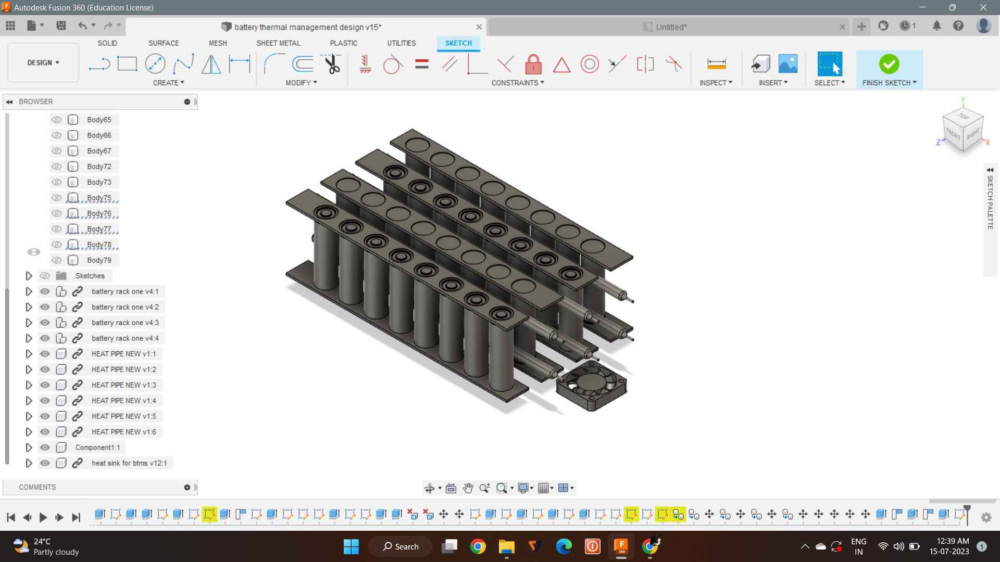 Autodesk Fusion 360 (Education License)
battery thermal management design v15*
Untitled*
1
SOLID SURFACE MESH SHEET METAL PLASTIC UTILITIES SKETCH
DESIGN
CREATE MODIFY CONSTRAINTS INSPECT INSERT SELECT FINISH SKETCH
BROWSER
Body65
Body66
Body67
Body72
Body73
Body75
Body76
Body77
Body78
Body79
Sketches
battery rack one v4:1
battery rack one v4:2
battery rack one v4:3
battery rack one v4:4
HEAT PIPE NEW v1:1
HEAT PIPE NEW v1:2
HEAT PIPE NEW v1:3
HEAT PIPE NEW v1:4
HEAT PIPE NEW v1:5
HEAT PIPE NEW v1:6
Component1:1
heat sink for btms v12:1
Y
TOP
FRONT
RIGHT
Z
X
SKETCH PALETTE
COMMENTS
24°C
Partly cloudy
Search
F
360
ENG
IN
12:39 AM
15-07-2023
1